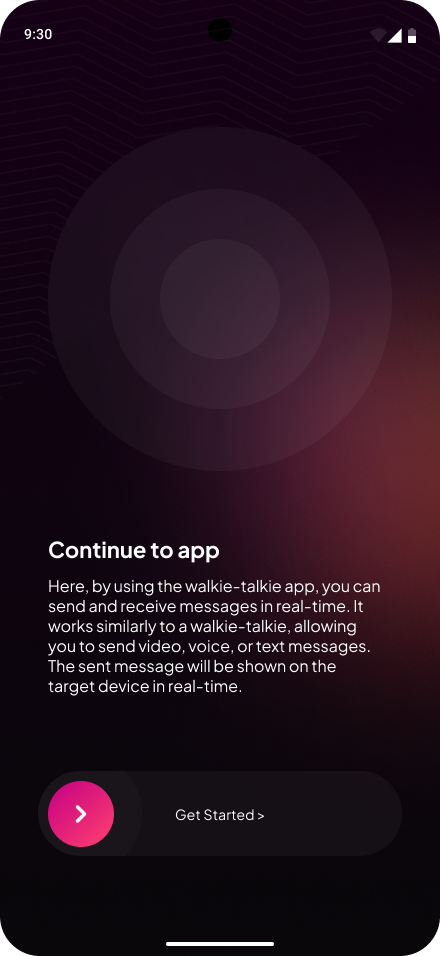 9:30
Continue to app
Here, by using the walkie-talkie app, you can
send and receive messages in real-time. It
works similarly to a walkie-talkie, allowing
you to send video, voice, or text messages.
The sent message will be shown on the
target device in real-time.
Get Started >